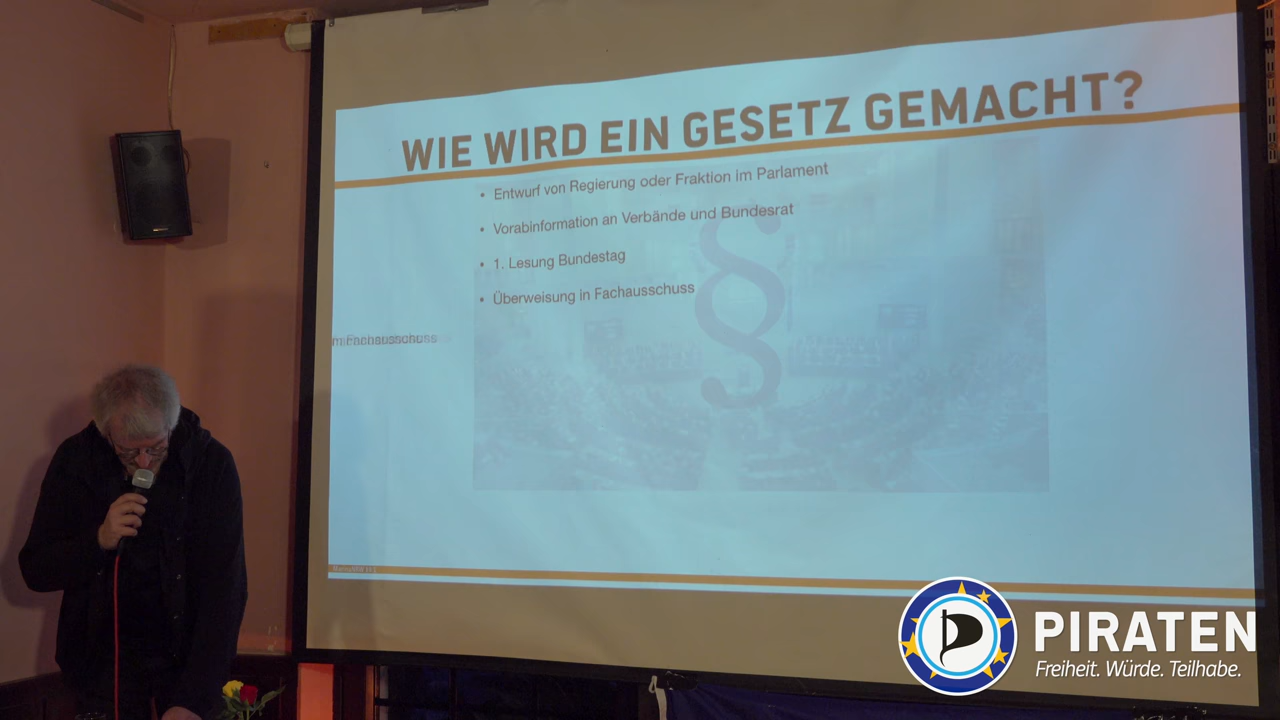 WIE WIRD EIN GESETZ GEMACHT?
• Entwurf von Regierung oder Fraktion im Parlament
• Vorabinformation an Verbände und Bundesrat
• 1. Lesung Bundestag
• Überweisung in Fachausschuss
m Fachausschuss
§
PIRATEN
Freiheit. Würde. Teilhabe.